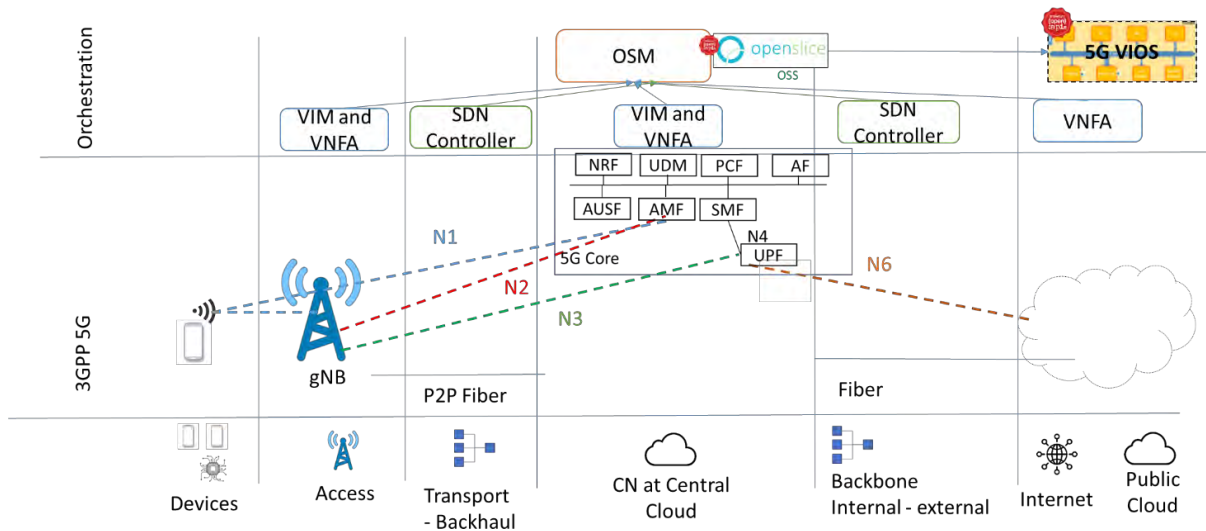 Orchestration
OSM
openslice
OSS
5G VIOS
VIM and
VNFA
SDN
Controller
VIM and
VNFA
SDN
Controller
VNFA
3GPP 5G
NRF
UDM
PCF
AF
AUSF
AMF
SMF
N4
UPF
5G Core
N1
N2
N3
N6
gNB
P2P Fiber
Fiber
Devices
Access
Transport
- Backhaul
CN at Central
Cloud
Backbone
Internal - external
Internet
Public
Cloud